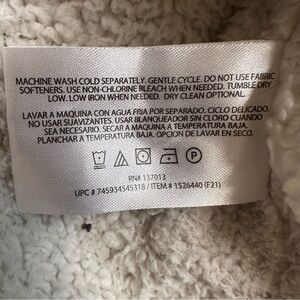 MACHINE WASH COLD SEPARATELY. GENTLE CYCLE. DO NOT USE FABRIC
SOFTENERS. USE NON-CHLORINE BLEACH WHEN NEEDED. TUMBLE DRY
LOW. LOW IRON WHEN NEEDED. DRY CLEAN OPTIONAL.
LAVAR A MAQUINA CON AGUA FRIA POR SEPARADO, CICLO DELICADO.
NO USAR SUAVIZANTES. USAR BLANQUEADOR SIN CLORO CUANDO
SEA NECESARIO. SECAR A MAQUINA A TEMPERATURA BAJA.
PLANCHAR A TEMPERATURA BAJA. OPCION DE LAVAR EN SECO.
P
RN# 137013
UPC # 745934545318 / ITEM # 1526440 (F21)